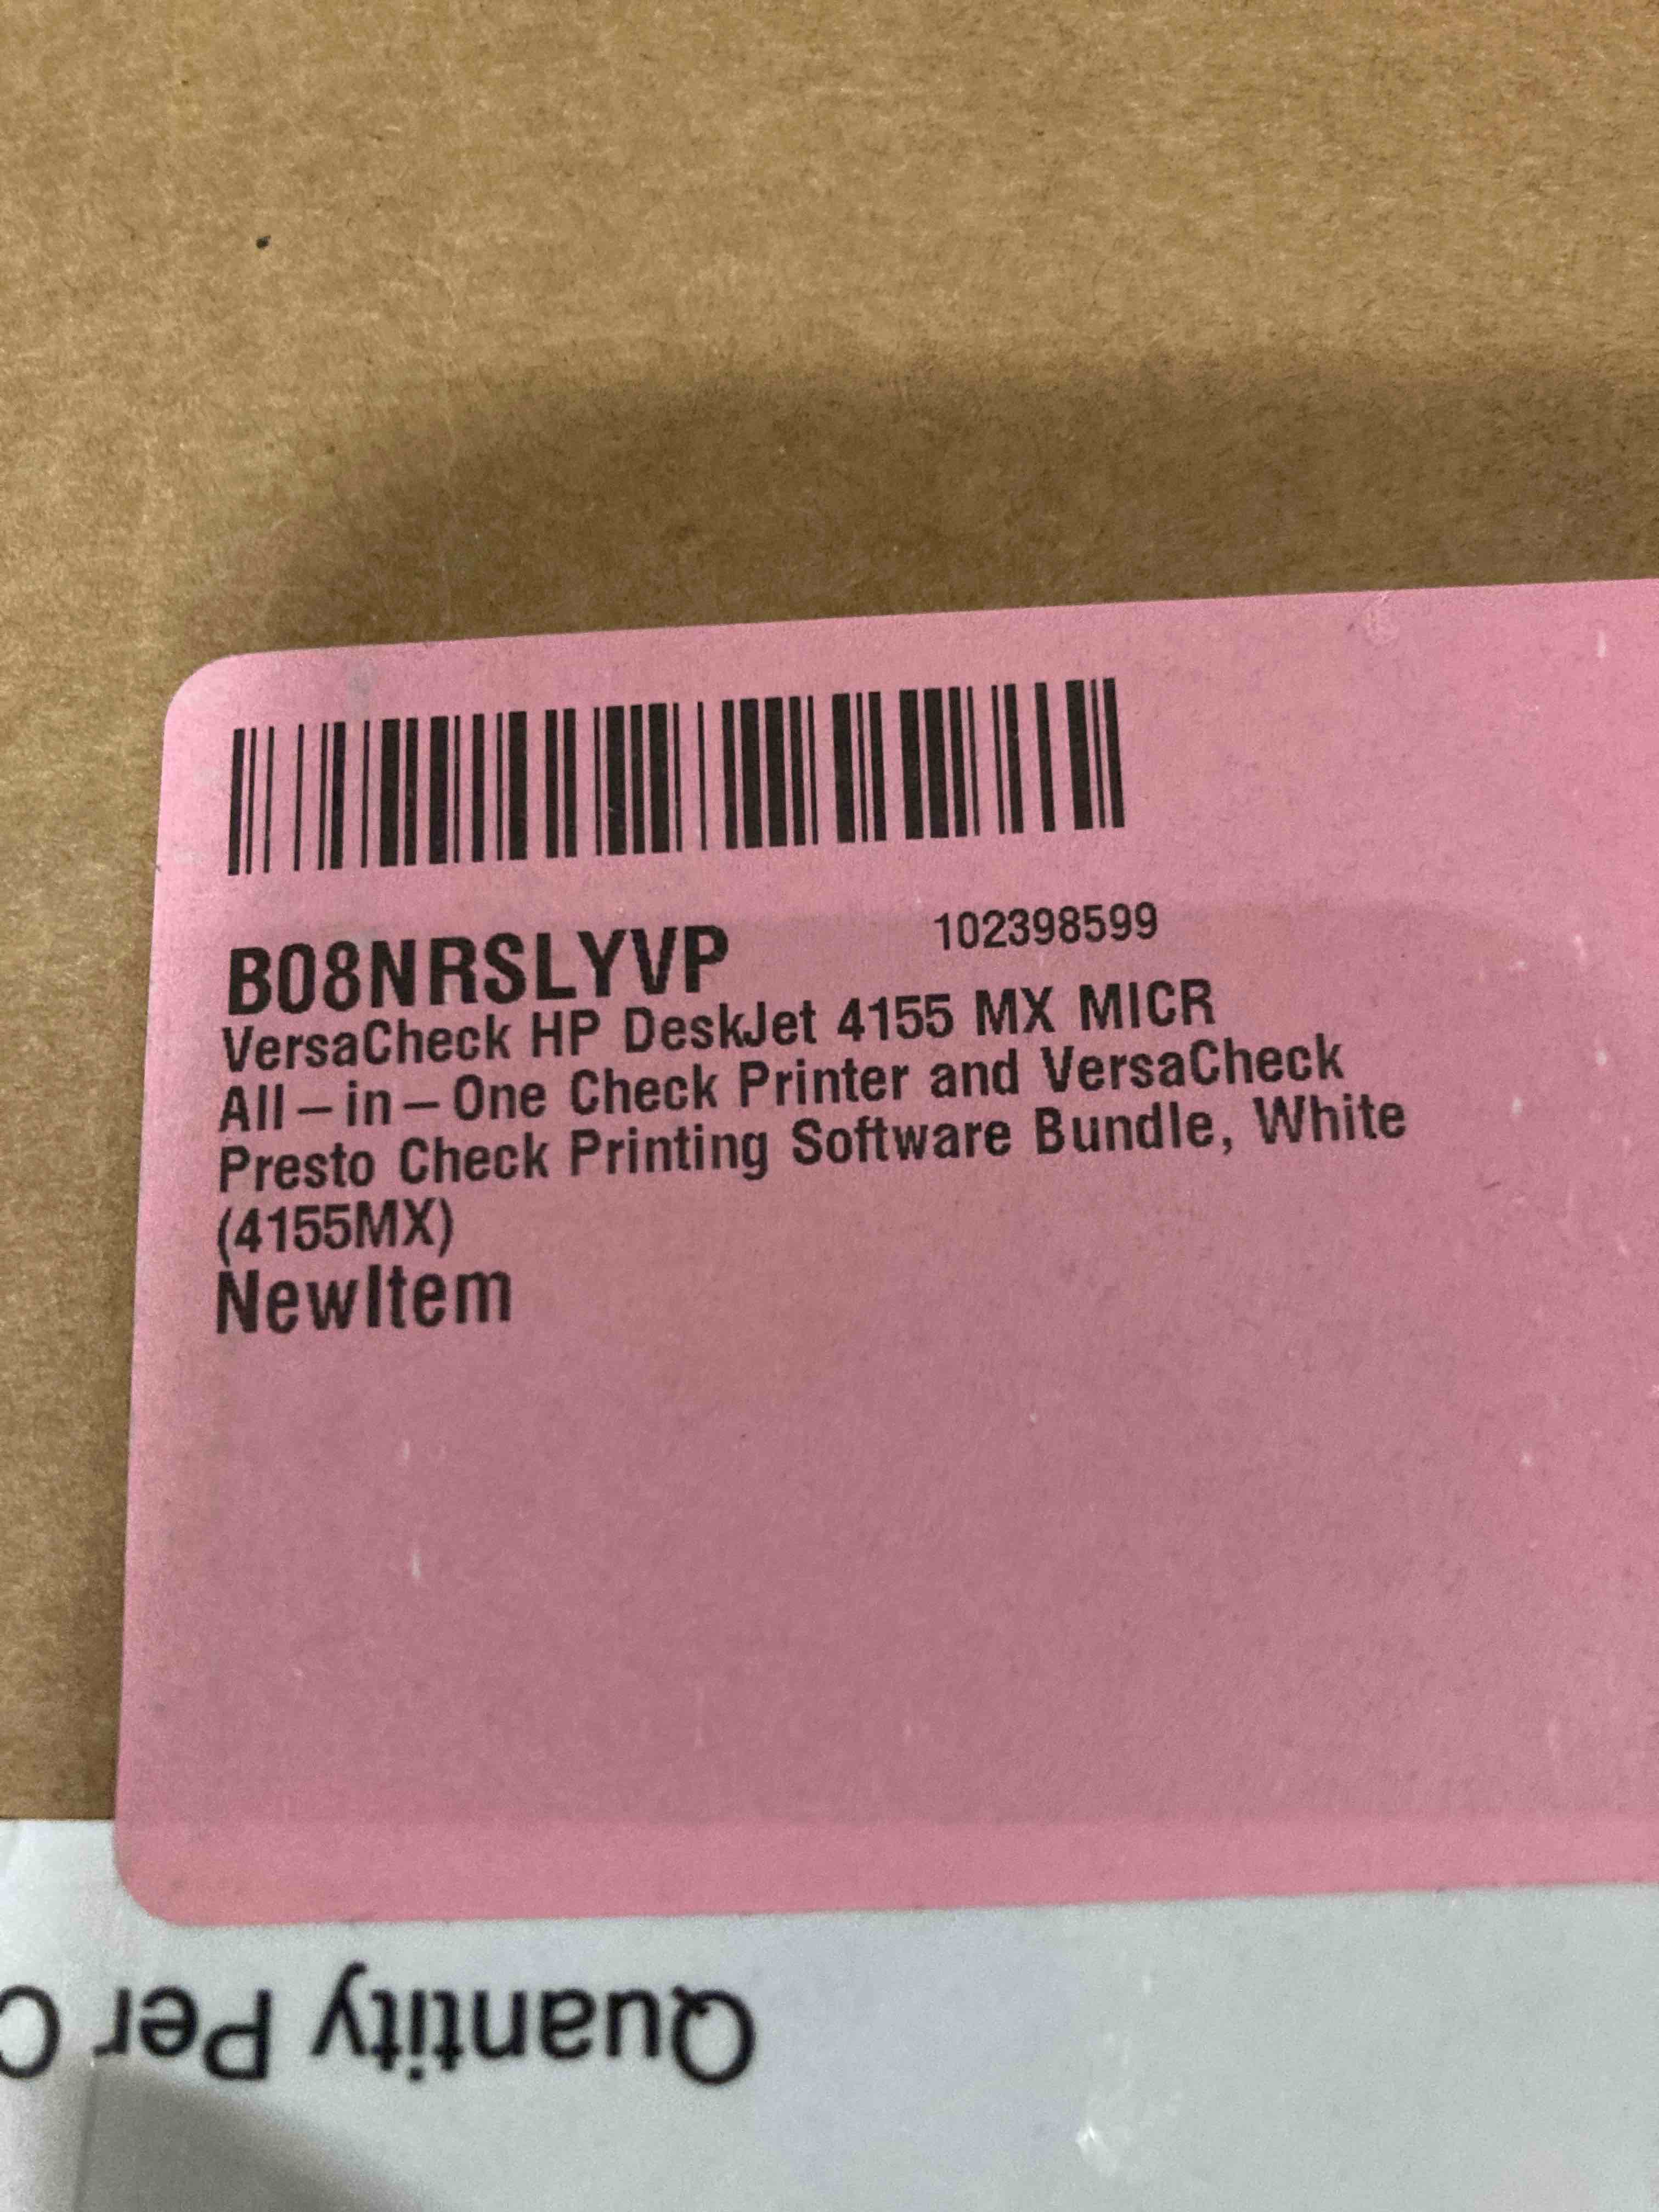 B08NRSLYVP 102398599
VersaCheck HP DeskJet 4155 MX MICR
All-in-One Check Printer and VersaCheck
Presto Check Printing Software Bundle, White
(4155MX)
NewItem
Quantity Per C